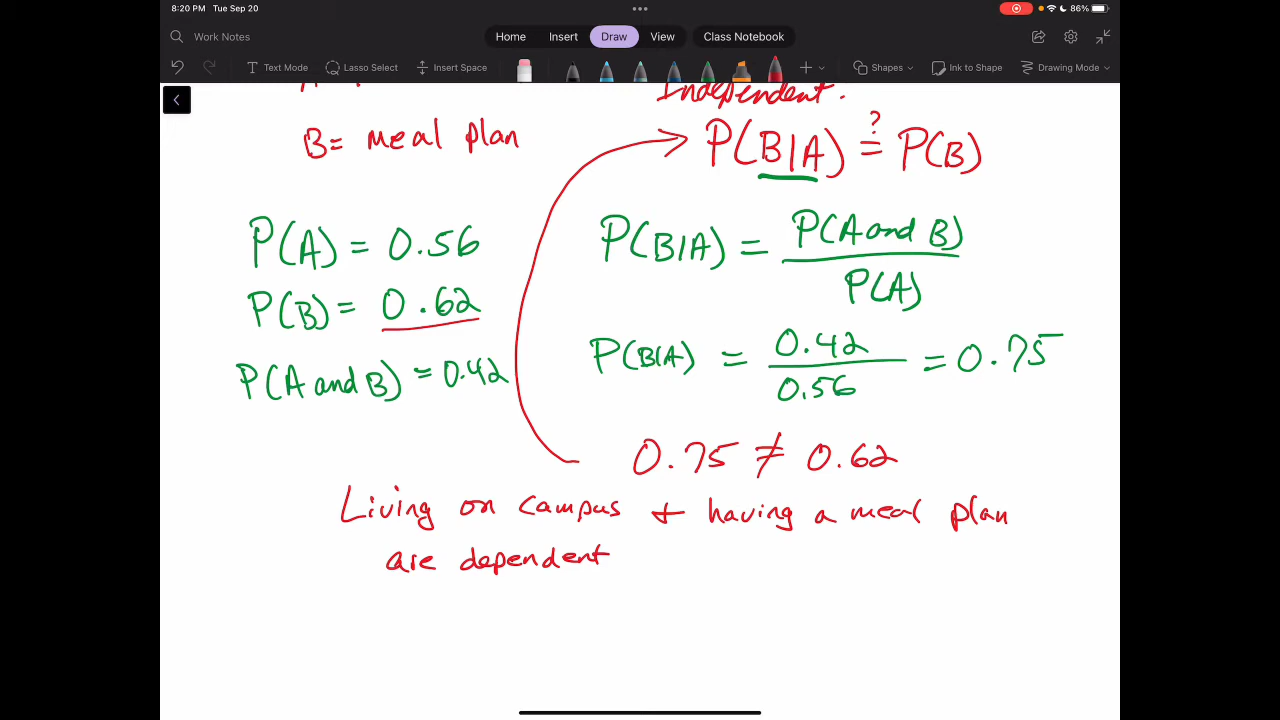 8:20 PM Tue Sep 20
86%
Work Notes
Home Insert Draw View Class Notebook
Text Mode Lasso Select Insert Space Shapes Ink to Shape Drawing Mode
Independent.
B= meal plan
P(B|A) ?= P(B)
P(A) = 0.56
P(B|A) = P(A and B) / P(A)
P(B) = 0.62
P(A and B) = 0.42
P(B|A) = 0.42 / 0.56 = 0.75
0.75 ≠ 0.62
Living on campus + having a meal plan
are dependent